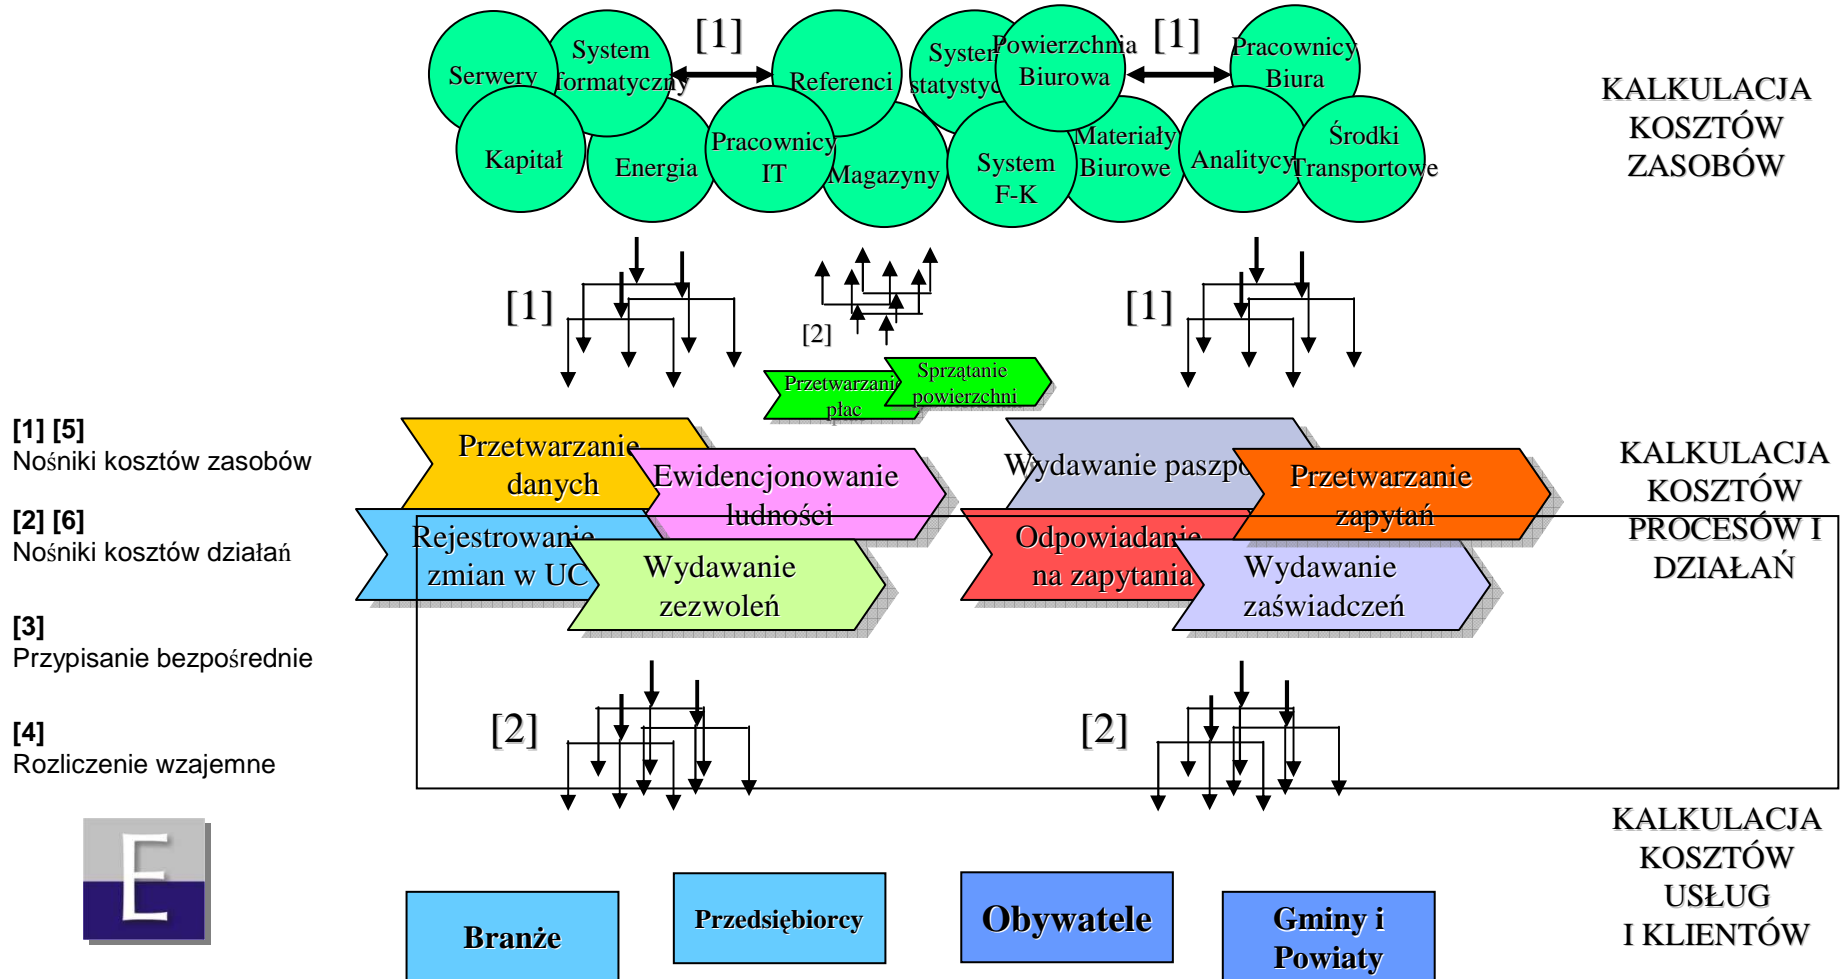 [1]
[1]
Serwery
System
formatyczny
Referenci
System
statystyc
Powierzchnia
Biurowa
Pracownicy
Biura
Kapitał
Energia
Pracownicy
IT
Magazyny
System
F-K
Materiały
Biurowe
Analitycy
Środki
Transportowe
KALKULACJA
KOSZTÓW
ZASOBÓW
[1]
[2]
[1]
Przetwarzanie
płac
Sprzątanie
powierzchni
[1] [5]
Nośniki kosztów zasobów
[2] [6]
Nośniki kosztów działań
[3]
Przypisanie bezpośrednie
[4]
Rozliczenie wzajemne
Przetwarzanie
danych
Ewidencjonowanie
ludności
Rejestrowanie
zmian w UC
Wydawanie
zezwoleń
Wydawanie paszpo
Przetwarzanie
zapytań
Odpowiadanie
na zapytania
Wydawanie
zaświadczeń
KALKULACJA
KOSZTÓW
PROCESÓW I
DZIAŁAŃ
[2]
[2]
E
Branże
Przedsiębiorcy
Obywatele
Gminy i
Powiaty
KALKULACJA
KOSZTÓW
USŁUG
I KLIENTÓW